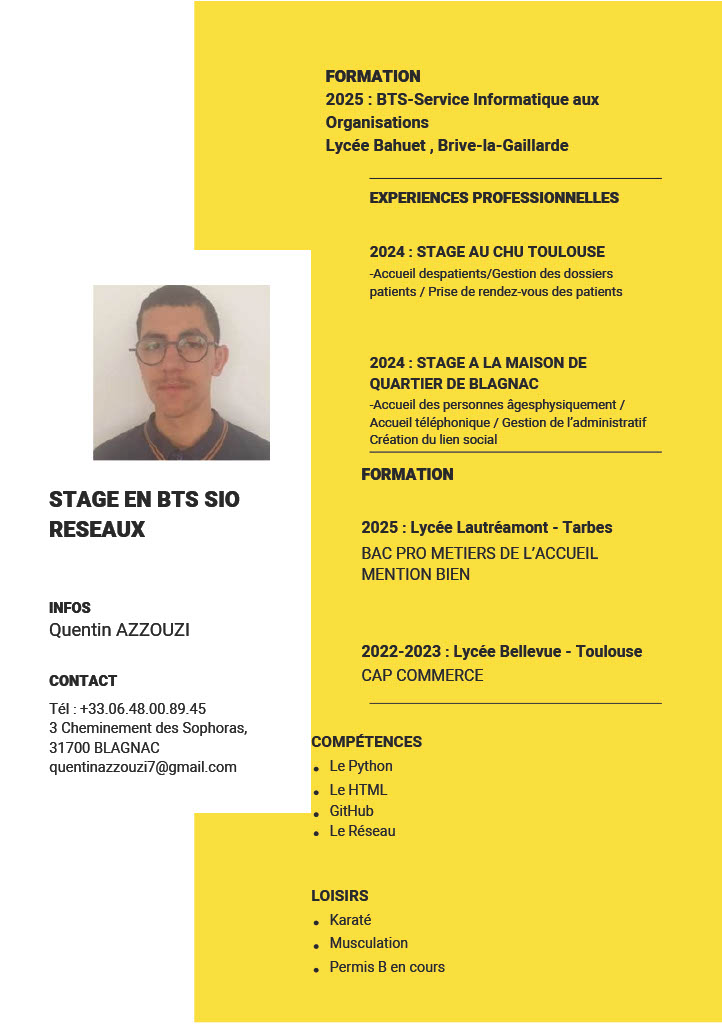 FORMATION
2025 : BTS-Service Informatique aux
Organisations
Lycée Bahuet , Brive-la-Gaillarde
EXPERIENCES PROFESSIONNELLES
2024 : STAGE AU CHU TOULOUSE
-Accueil despatients/Gestion des dossiers
patients / Prise de rendez-vous des patients
2024 : STAGE A LA MAISON DE
QUARTIER DE BLAGNAC
-Accueil des personnes âgesphysiquement /
Accueil téléphonique / Gestion de l'administratif
Création du lien social
FORMATION
2025 : Lycée Lautréamont - Tarbes
BAC PRO METIERS DE L'ACCUEIL
MENTION BIEN
2022-2023 : Lycée Bellevue - Toulouse
CAP COMMERCE
COMPÉTENCES
• Le Python
• Le HTML
• GitHub
• Le Réseau
LOISIRS
• Karaté
• Musculation
• Permis B en cours
STAGE EN BTS SIO
RESEAUX
INFOS
Quentin AZZOUZI
CONTACT
Tél : +33.06.48.00.89.45
3 Cheminement des Sophoras,
31700 BLAGNAC
quentinazzouzi7@gmail.com